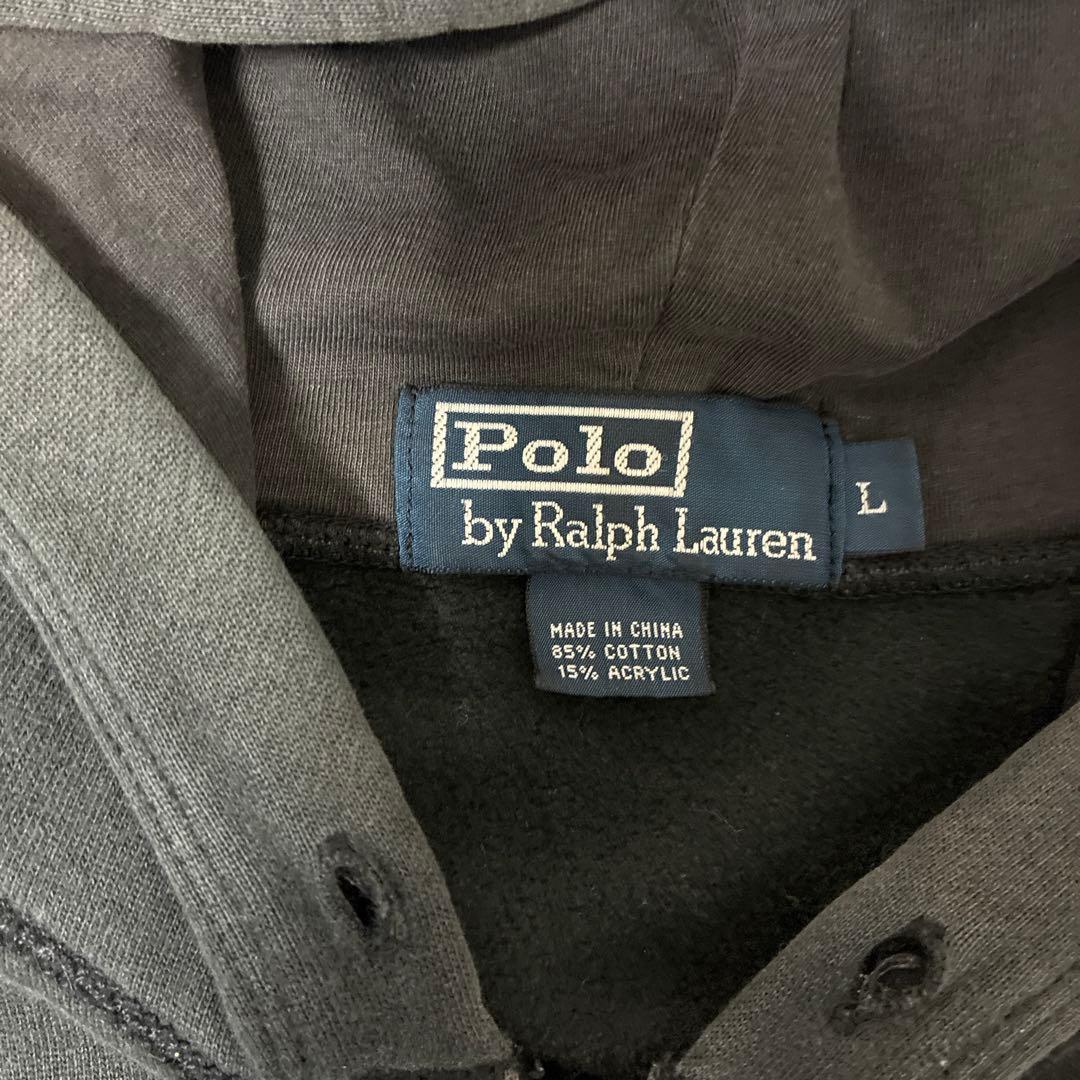 Polo
by Ralph Lauren
L
MADE IN CHINA
85% COTTON
15% ACRYLIC